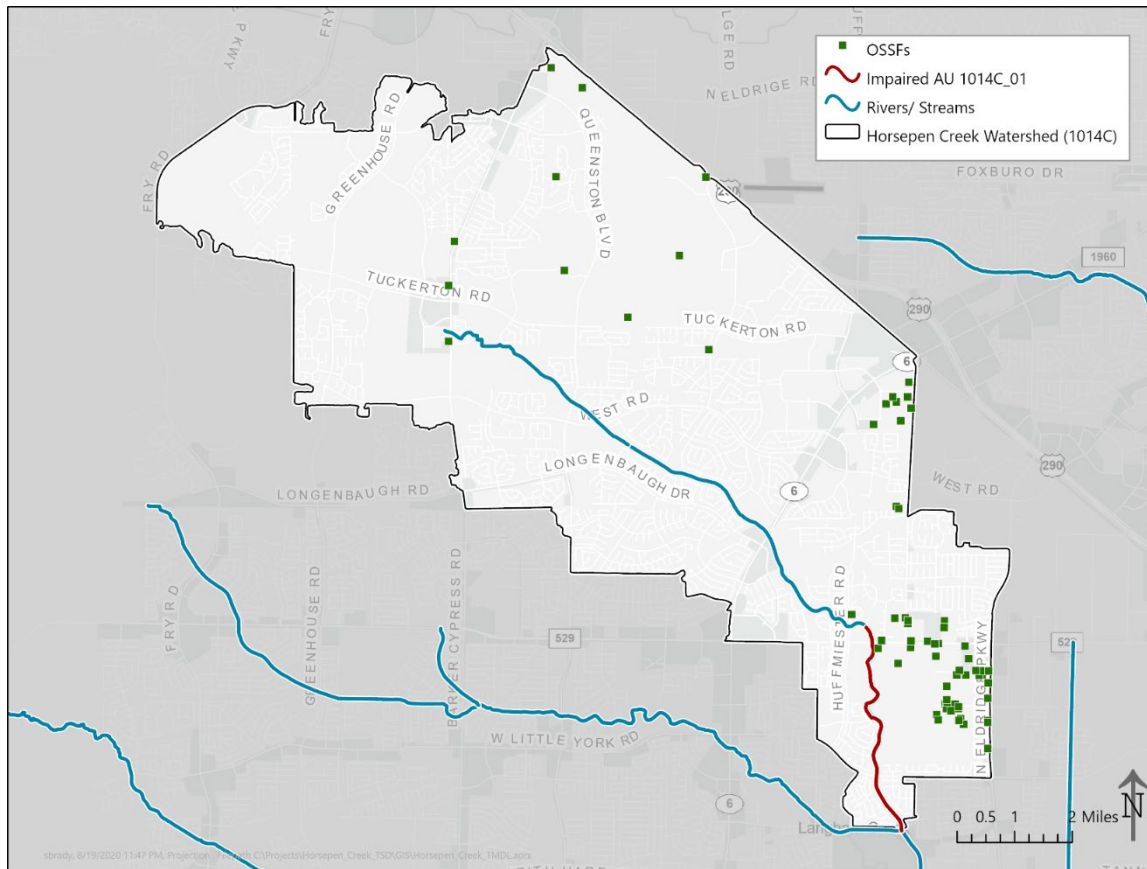 OSSFs
Impaired AU 1014C_01
Rivers/ Streams
Horsepen Creek Watershed (1014C)
FRY RD
N ELDRIGE RD
FOXBURO DR
GREENHOUSE RD
QUEENSTON BLVD
290
FRY RD
1960
290
TUCKERTON RD
TUCKERTON RD
6
WEST RD
LONGENBAUGH DR
6
290
WEST RD
LONGENBAUGH RD
FRY RD
GREENHOUSE RD
BARKER CYPRESS RD
529
HUFFMIESTER RD
N ELDRIDGE PKWY
W LITTLE YORK RD
6
0 0.5 1 2 Miles
N